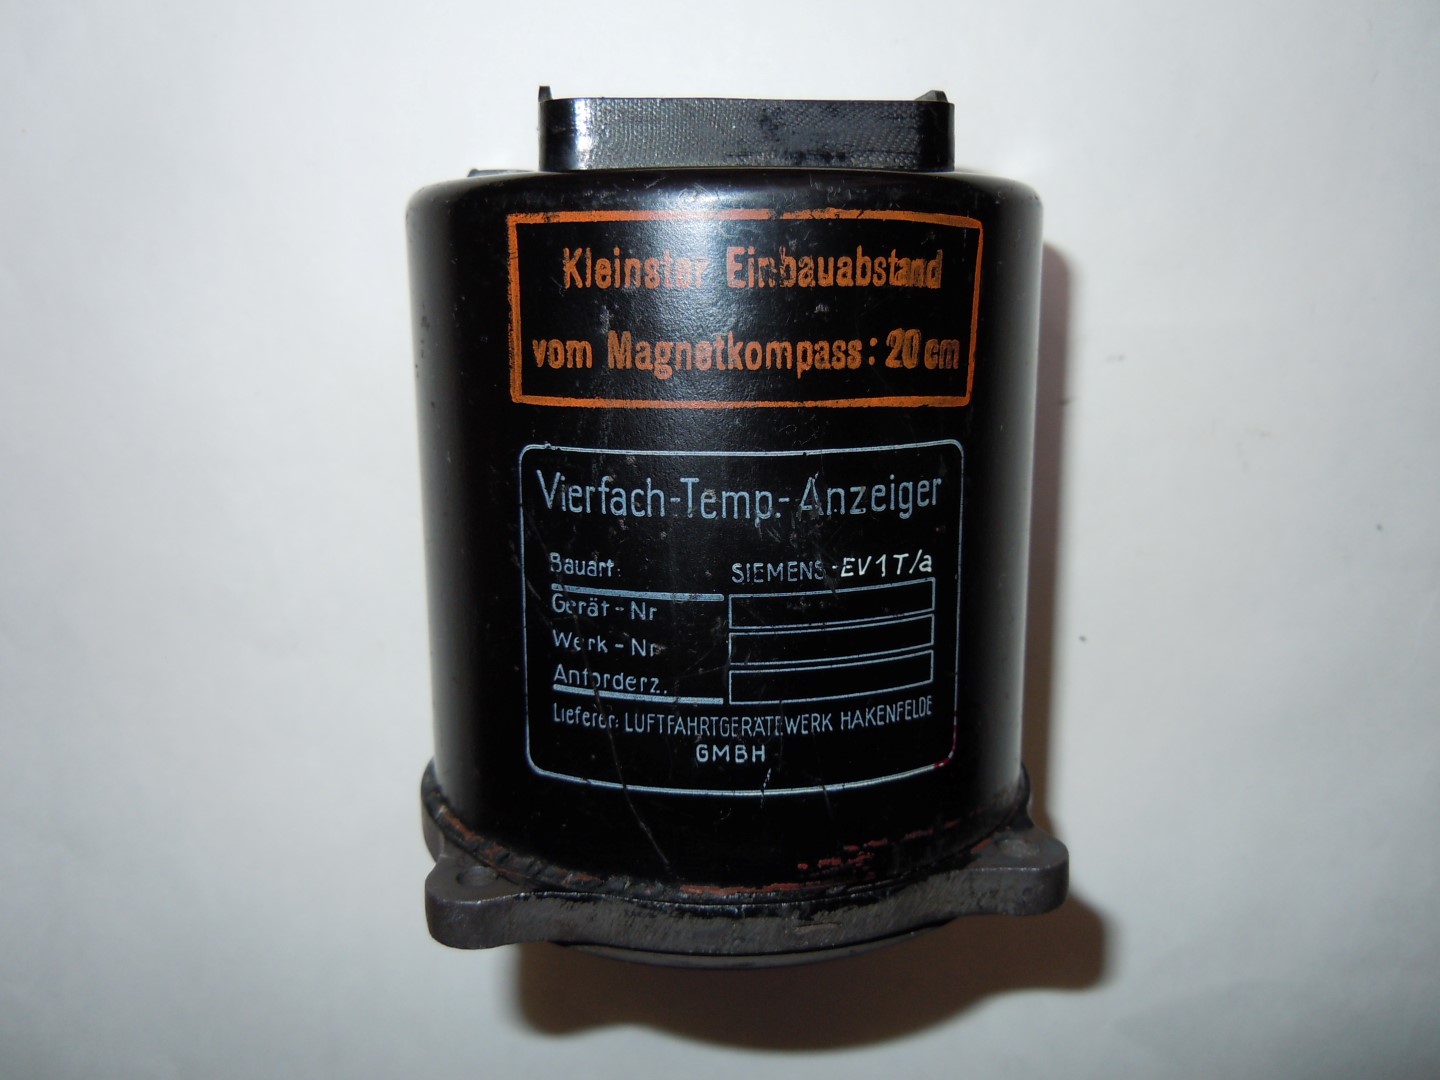 Kleinster Einbauabstand
vom Magnetkompass: 20 cm
Vierfach-Temp.-Anzeiger
Bauart: SIEMENS-EV1T/a
Gerät-Nr
Werk-Nr
Anforderz.
Lieferer: LUFTFAHRTGERÄTEWERK HAKENFELDE
GMBH